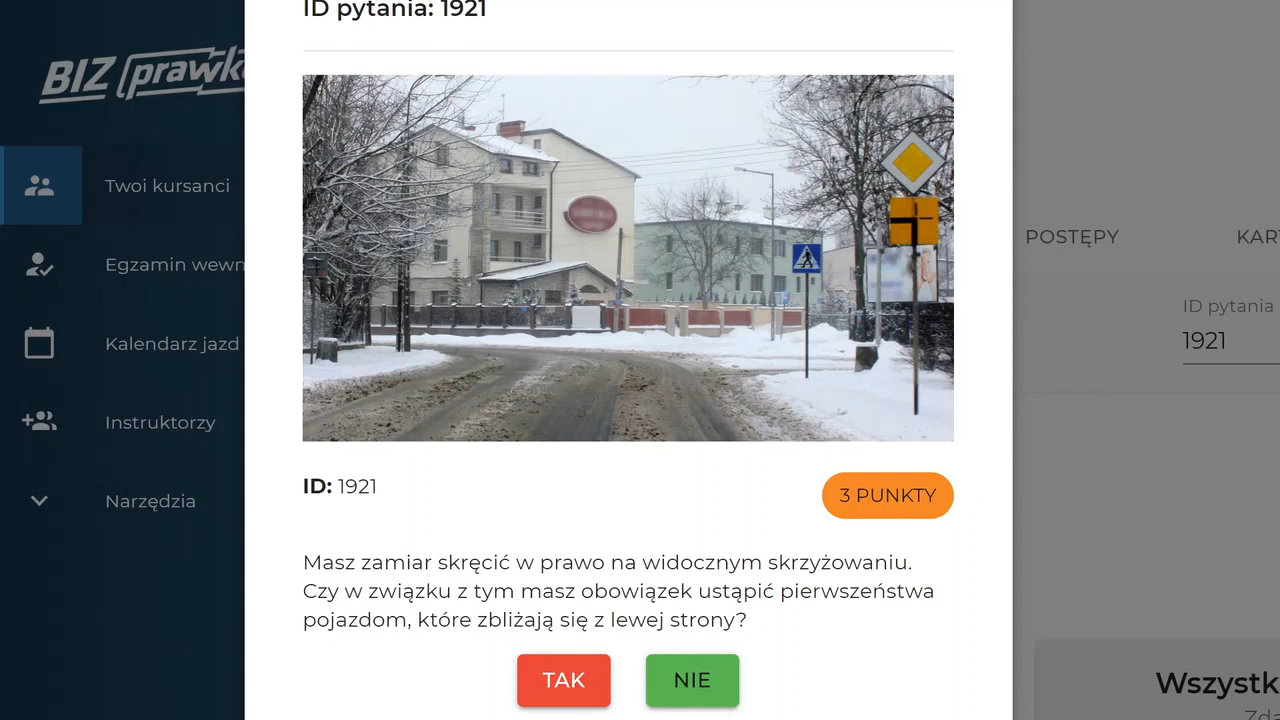 ID pytania: 1921
BIZ
Twoi kursanci
Egzamin wewn
Kalendarz jazd
Instruktorzy
Narzędzia
POSTĘPY
KAR
ID pytania
1921
ID: 1921
3 PUNKTY
Masz zamiar skręcić w prawo na widocznym skrzyżowaniu.
Czy w związku z tym masz obowiązek ustąpić pierwszeństwa
pojazdom, które zbliżają się z lewej strony?
TAK
NIE
Wszystk